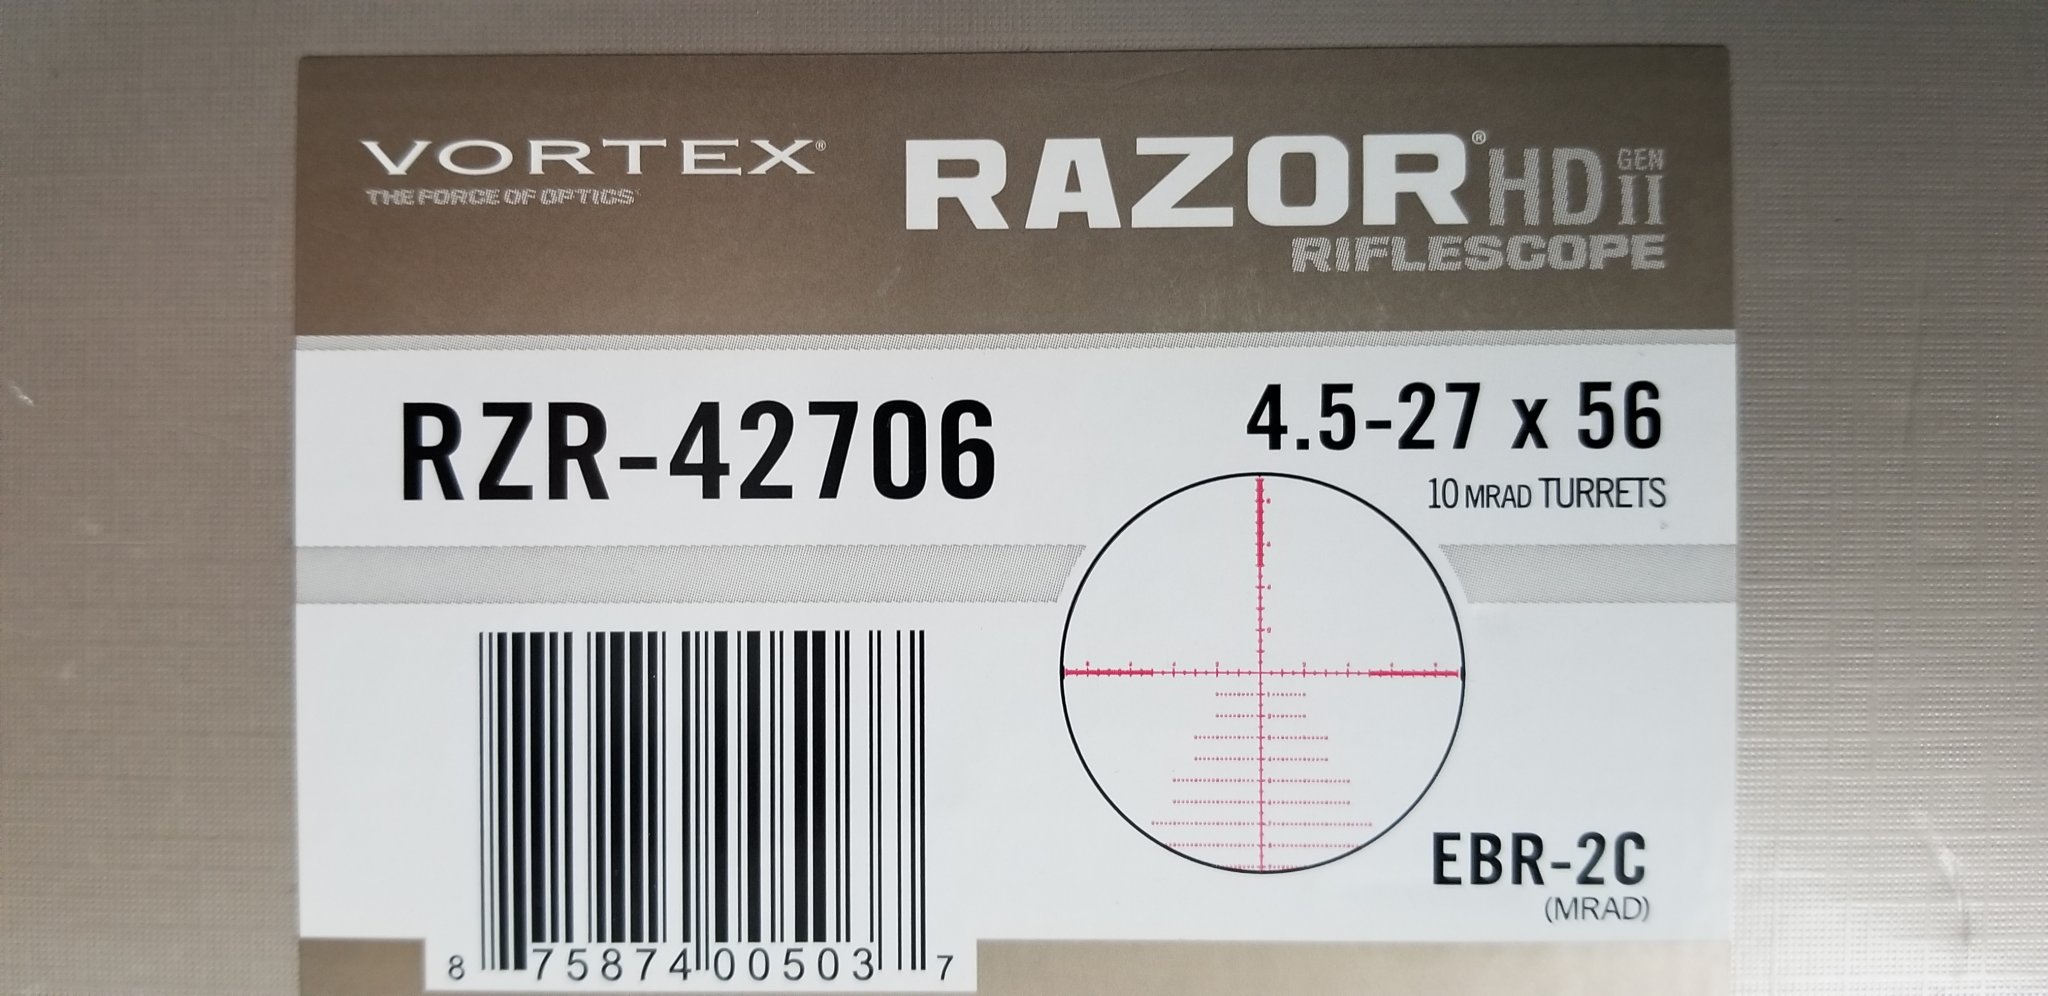 VORTEX®
THE FORCE OF OPTICS
RAZOR® HD GEN II
RIFLESCOPE
RZR-42706
4.5-27 x 56
10 MRAD TURRETS
EBR-2C
(MRAD)
8 75874 00503 7